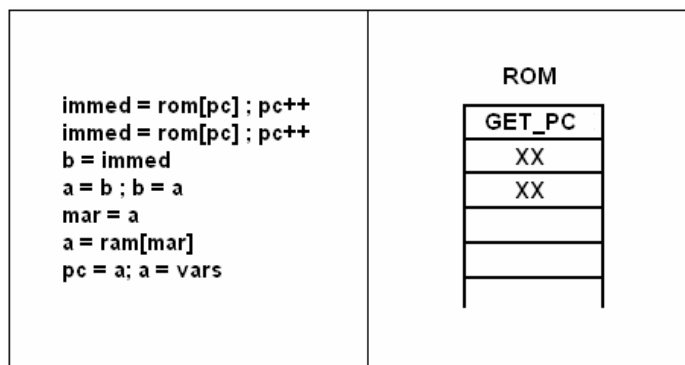 immed = rom[pc] ; pc++
immed = rom[pc] ; pc++
b = immed
a = b ; b = a
mar = a
a = ram[mar]
pc = a; a = vars
ROM
GET_PC
XX
XX